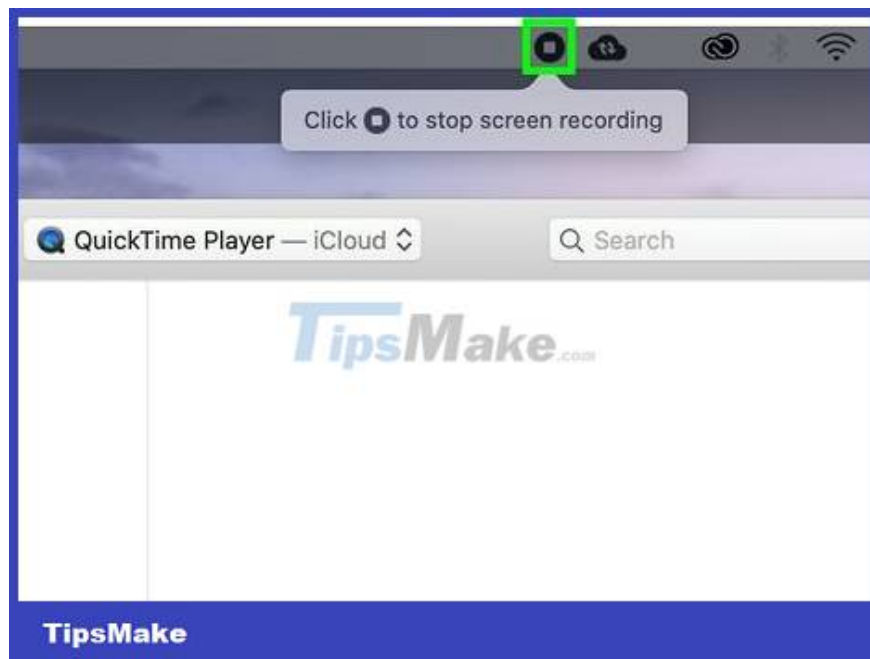 Click to stop screen recording
QuickTime Player — iCloud
Search
TipsMake.com
TipsMake